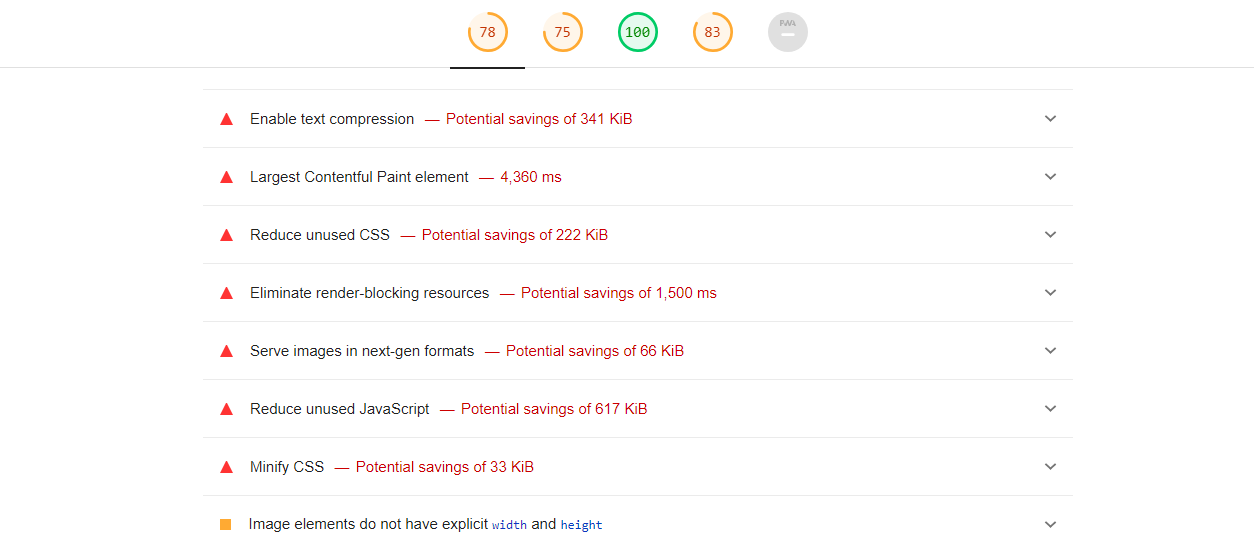 78 75 100 83 PWA
Enable text compression — Potential savings of 341 KiB
Largest Contentful Paint element — 4,360 ms
Reduce unused CSS — Potential savings of 222 KiB
Eliminate render-blocking resources — Potential savings of 1,500 ms
Serve images in next-gen formats — Potential savings of 66 KiB
Reduce unused JavaScript — Potential savings of 617 KiB
Minify CSS — Potential savings of 33 KiB
Image elements do not have explicit width and height